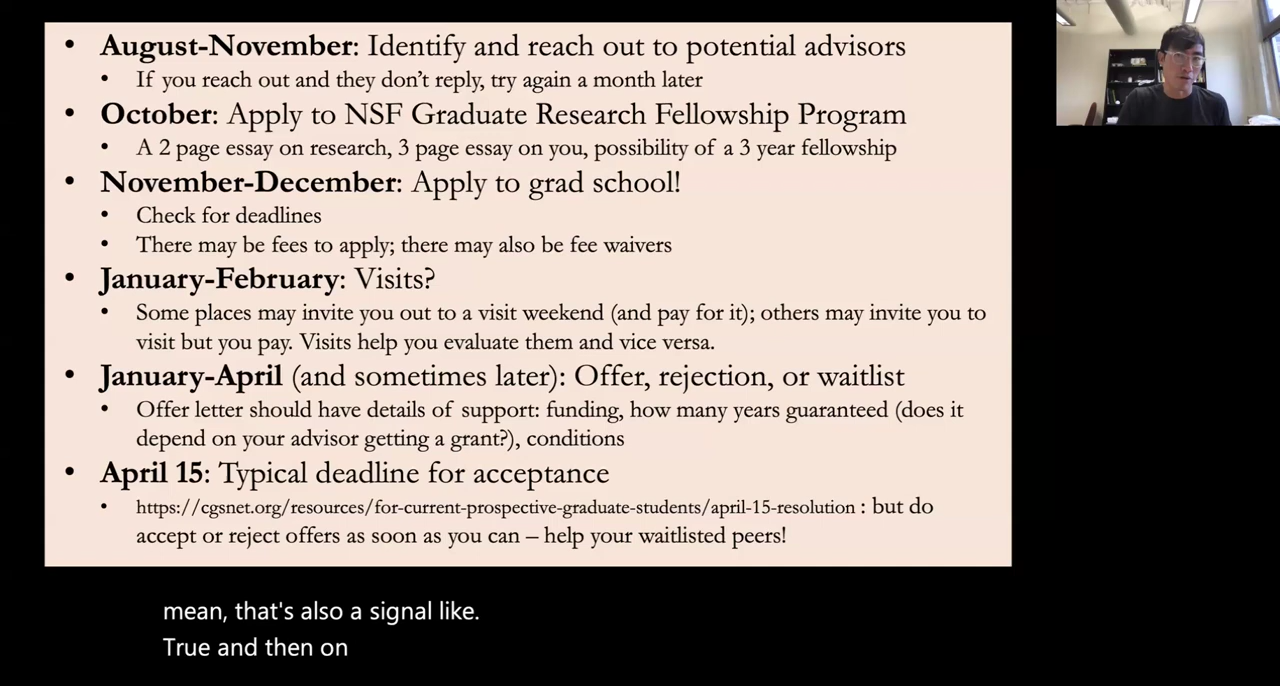 • August-November: Identify and reach out to potential advisors
• If you reach out and they don't reply, try again a month later
• October: Apply to NSF Graduate Research Fellowship Program
• A 2 page essay on research, 3 page essay on you, possibility of a 3 year fellowship
• November-December: Apply to grad school!
• Check for deadlines
• There may be fees to apply; there may also be fee waivers
• January-February: Visits?
• Some places may invite you out to a visit weekend (and pay for it); others may invite you to
visit but you pay. Visits help you evaluate them and vice versa.
• January-April (and sometimes later): Offer, rejection, or waitlist
• Offer letter should have details of support: funding, how many years guaranteed (does it
depend on your advisor getting a grant?), conditions
• April 15: Typical deadline for acceptance
• https://cgsnet.org/resources/for-current-prospective-graduate-students/april-15-resolution : but do
accept or reject offers as soon as you can – help your waitlisted peers!
mean, that's also a signal like.
True and then on